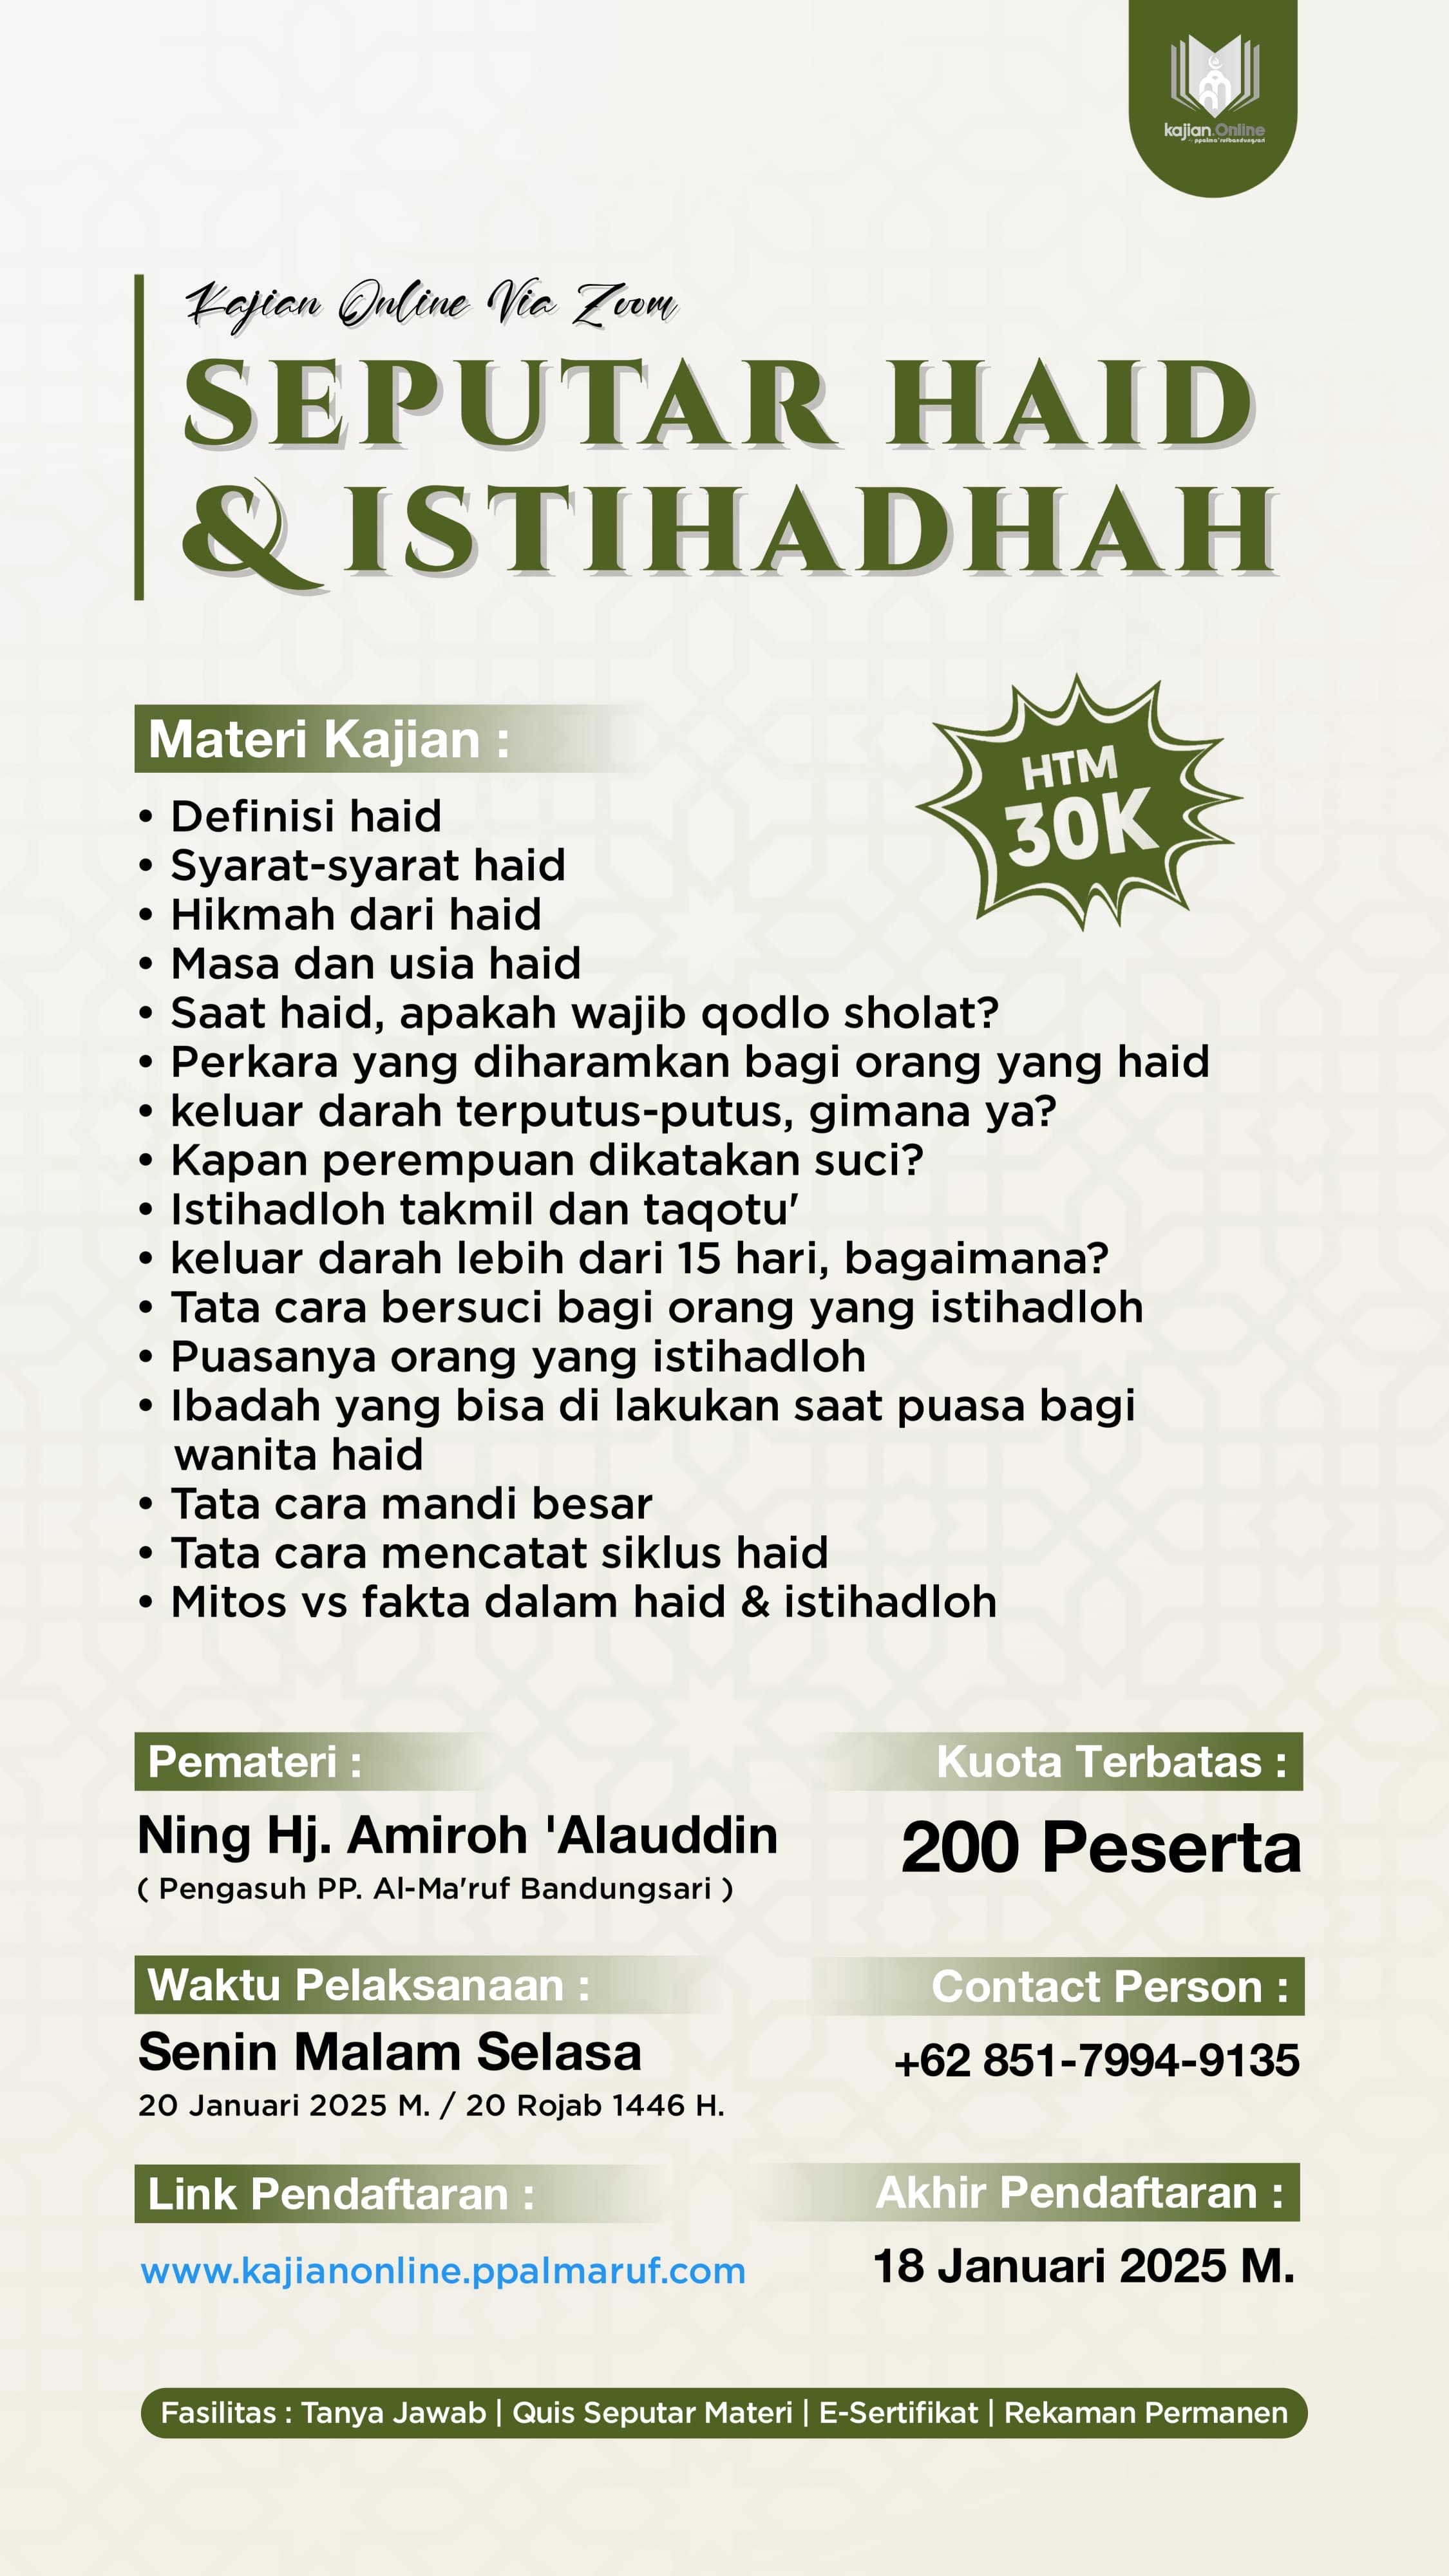 kajian.Online
ppalma'rufbandungsari
Kajian Online Via Zoom
SEPUTAR HAID
& ISTIHADHAH
Materi Kajian :
HTM
30K
• Definisi haid
• Syarat-syarat haid
• Hikmah dari haid
• Masa dan usia haid
• Saat haid, apakah wajib qodlo sholat?
• Perkara yang diharamkan bagi orang yang haid
• keluar darah terputus-putus, gimana ya?
• Kapan perempuan dikatakan suci?
• Istihadloh takmil dan taqotu'
• keluar darah lebih dari 15 hari, bagaimana?
• Tata cara bersuci bagi orang yang istihadloh
• Puasanya orang yang istihadloh
• Ibadah yang bisa di lakukan saat puasa bagi
wanita haid
• Tata cara mandi besar
• Tata cara mencatat siklus haid
• Mitos vs fakta dalam haid & istihadloh
Pemateri :
Ning Hj. Amiroh 'Alauddin
( Pengasuh PP. Al-Ma'ruf Bandungsari )
Kuota Terbatas :
200 Peserta
Waktu Pelaksanaan :
Senin Malam Selasa
20 Januari 2025 M. / 20 Rojab 1446 H.
Contact Person :
+62 851-7994-9135
Link Pendaftaran :
www.kajianonline.ppalmaruf.com
Akhir Pendaftaran :
18 Januari 2025 M.
Fasilitas : Tanya Jawab | Quis Seputar Materi | E-Sertifikat | Rekaman Permanen